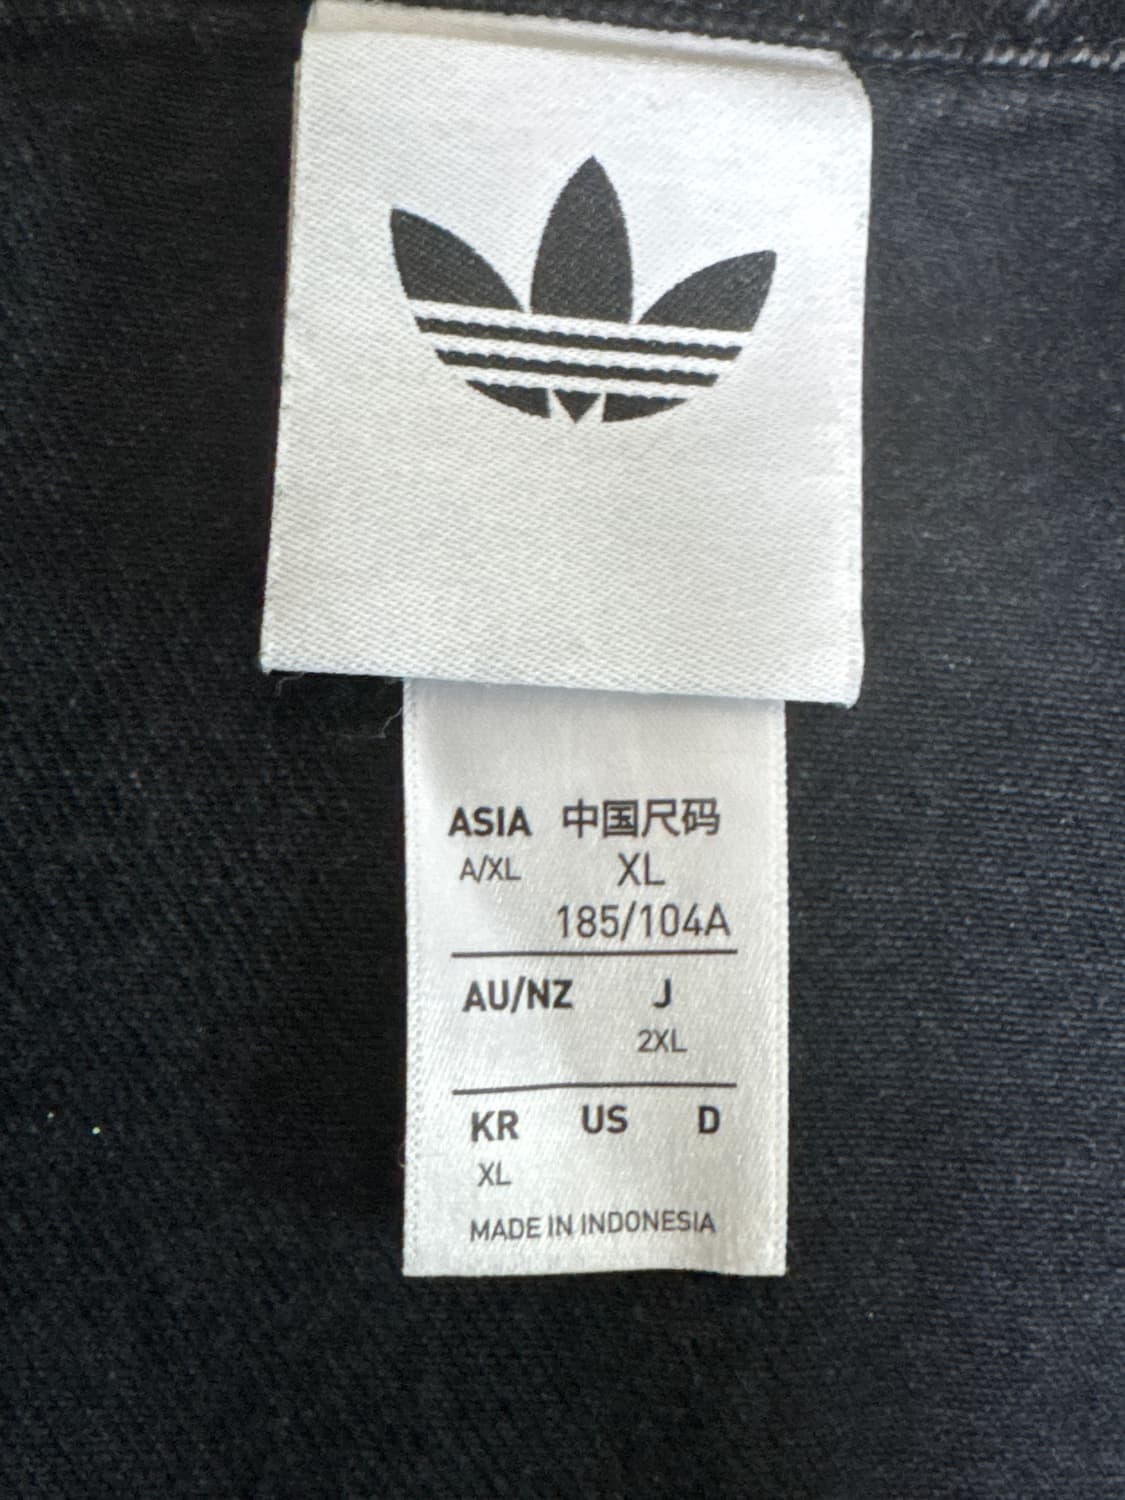 ASIA 中国尺码
A/XL XL
185/104A
AU/NZ J
2XL
KR US D
XL
MADE IN INDONESIA